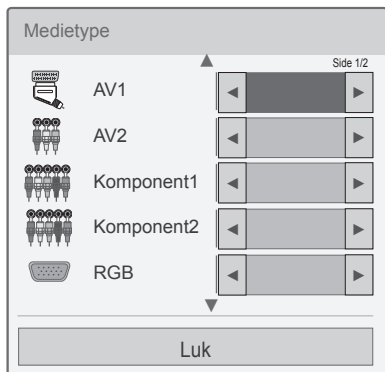 Medietype
Side 1/2
AV1
AV2
Komponent1
Komponent2
RGB
Luk